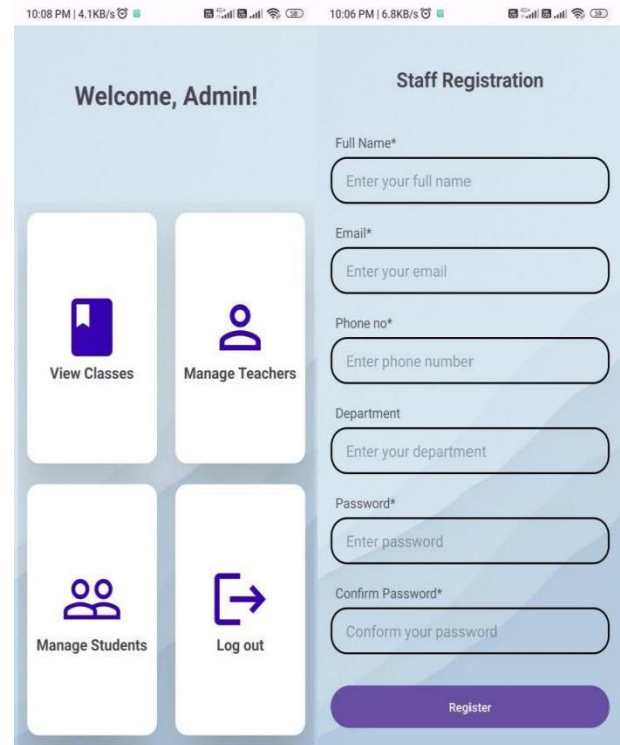 10:08 PM | 4.1KB/s
58
Welcome, Admin!
View Classes
Manage Teachers
Manage Students
Log out
10:06 PM | 6.8KB/s
59
Staff Registration
Full Name*
Enter your full name
Email*
Enter your email
Phone no*
Enter phone number
Department
Enter your department
Password*
Enter password
Confirm Password*
Conform your password
Register